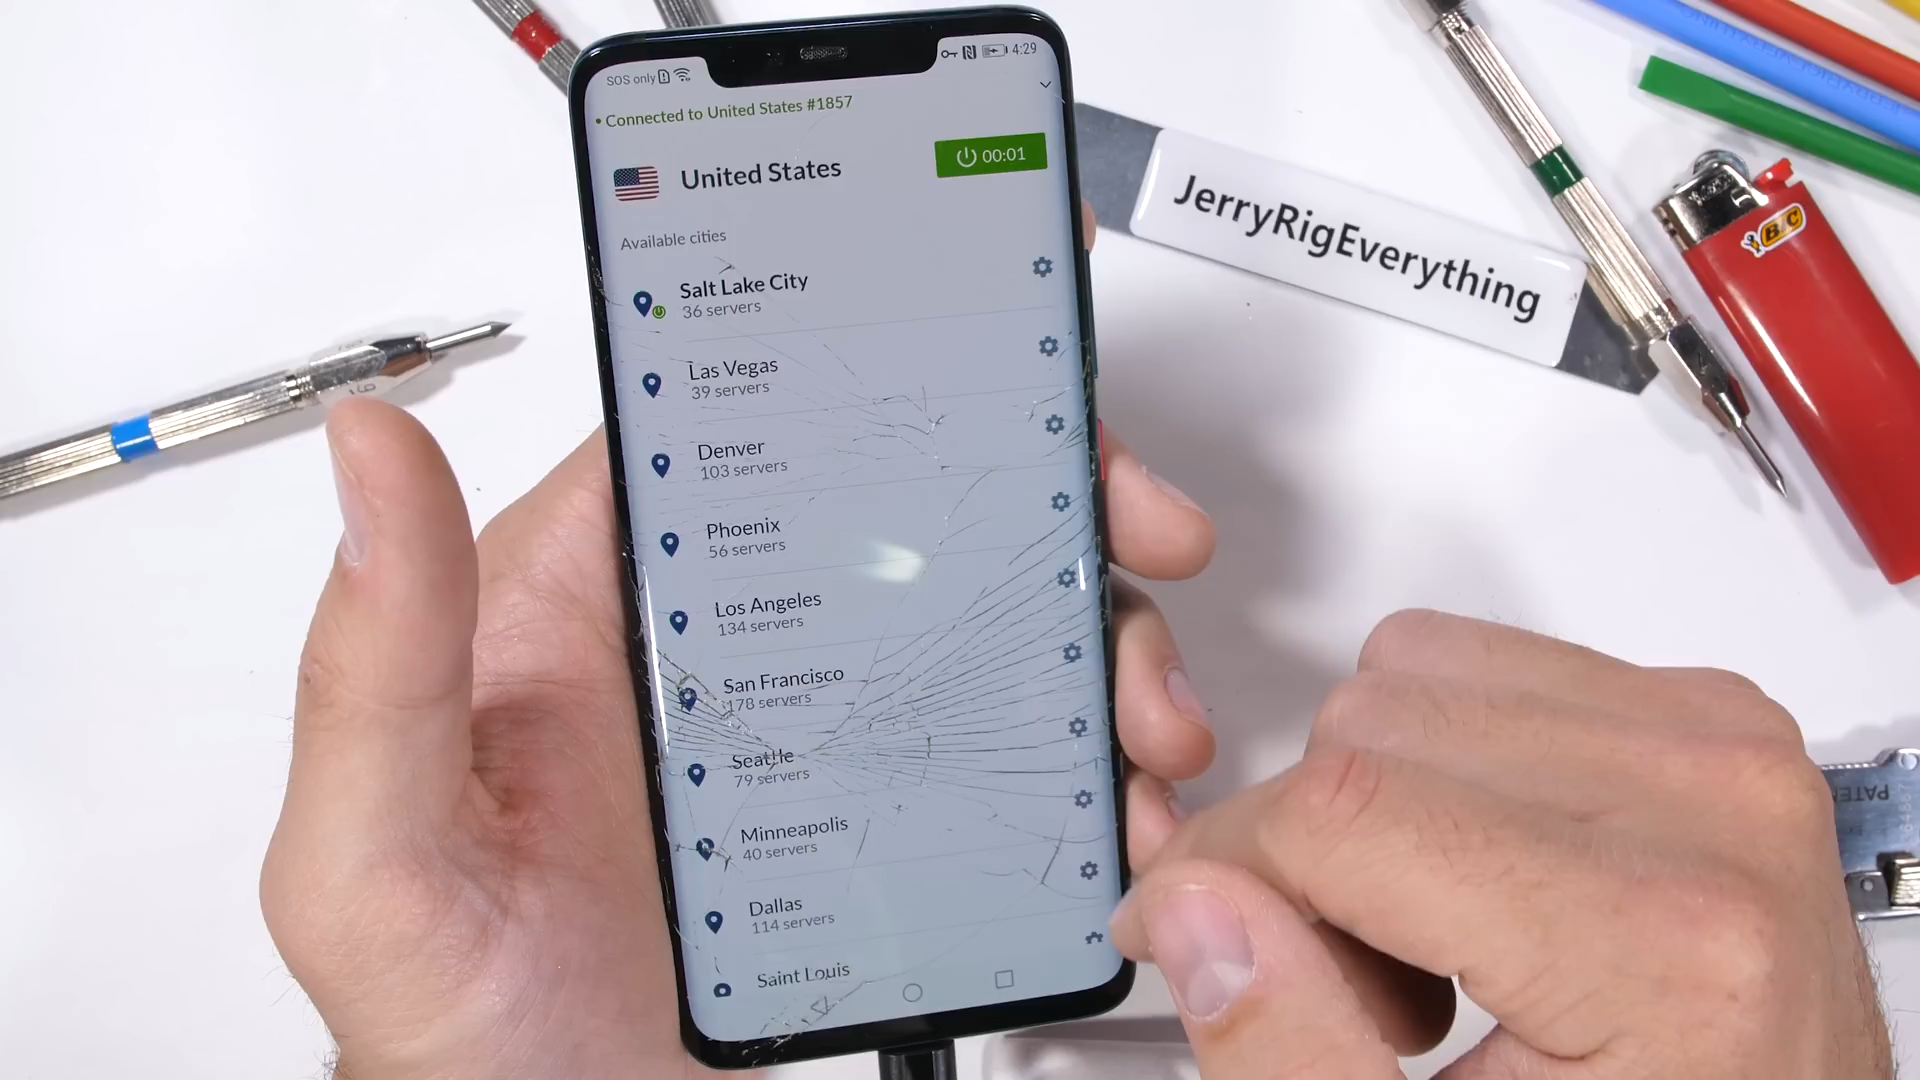 SOS only
4:29
Connected to United States #1857
United States
00:01
Available cities
Salt Lake City
36 servers
Las Vegas
39 servers
Denver
103 servers
Phoenix
56 servers
Los Angeles
134 servers
San Francisco
178 servers
Seattle
79 servers
Minneapolis
40 servers
Dallas
114 servers
Saint Louis
JerryRigEverything
BIC